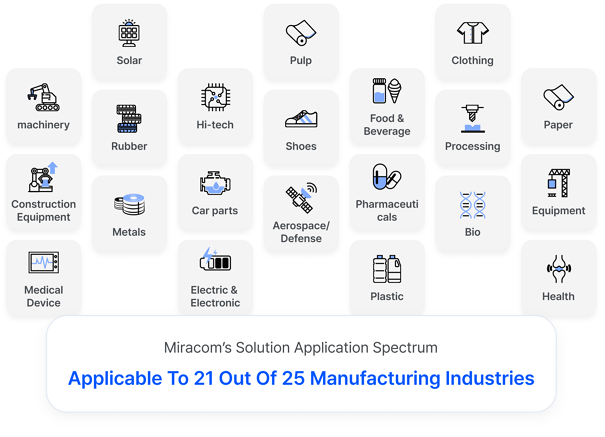 Solar
Pulp
Clothing
machinery
Hi-tech
Food &
Beverage
Paper
Rubber
Shoes
Processing
Construction
Equipment
Car parts
Pharmaceuti
cals
Equipment
Metals
Aerospace/
Defense
Bio
Medical
Device
Electric &
Electronic
Plastic
Health
Miracom's Solution Application Spectrum
Applicable To 21 Out Of 25 Manufacturing Industries